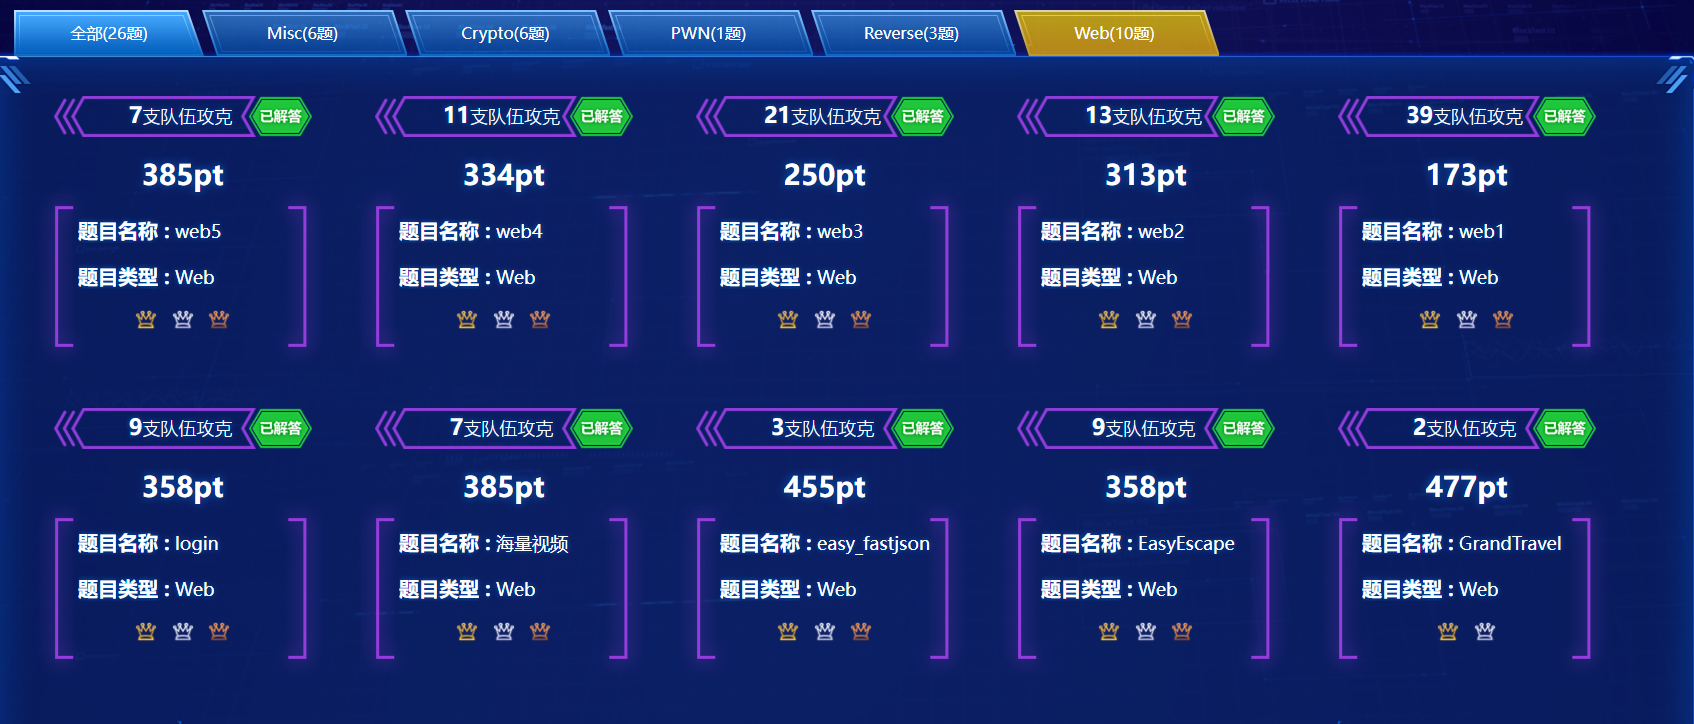 全部(26题) Misc(6题) Crypto(6题) PWN(1题) Reverse(3题) Web(10题)
7支队伍攻克 已解答 11支队伍攻克 已解答 21支队伍攻克 已解答 13支队伍攻克 已解答 39支队伍攻克 已解答
385pt 334pt 250pt 313pt 173pt
题目名称 : web5 题目名称 : web4 题目名称 : web3 题目名称 : web2 题目名称 : web1
题目类型 : Web 题目类型 : Web 题目类型 : Web 题目类型 : Web 题目类型 : Web
9支队伍攻克 已解答 7支队伍攻克 已解答 3支队伍攻克 已解答 9支队伍攻克 已解答 2支队伍攻克 已解答
358pt 385pt 455pt 358pt 477pt
题目名称 : login 题目名称 : 海量视频 题目名称 : easy_fastjson 题目名称 : EasyEscape 题目名称 : GrandTravel
题目类型 : Web 题目类型 : Web 题目类型 : Web 题目类型 : Web 题目类型 : Web